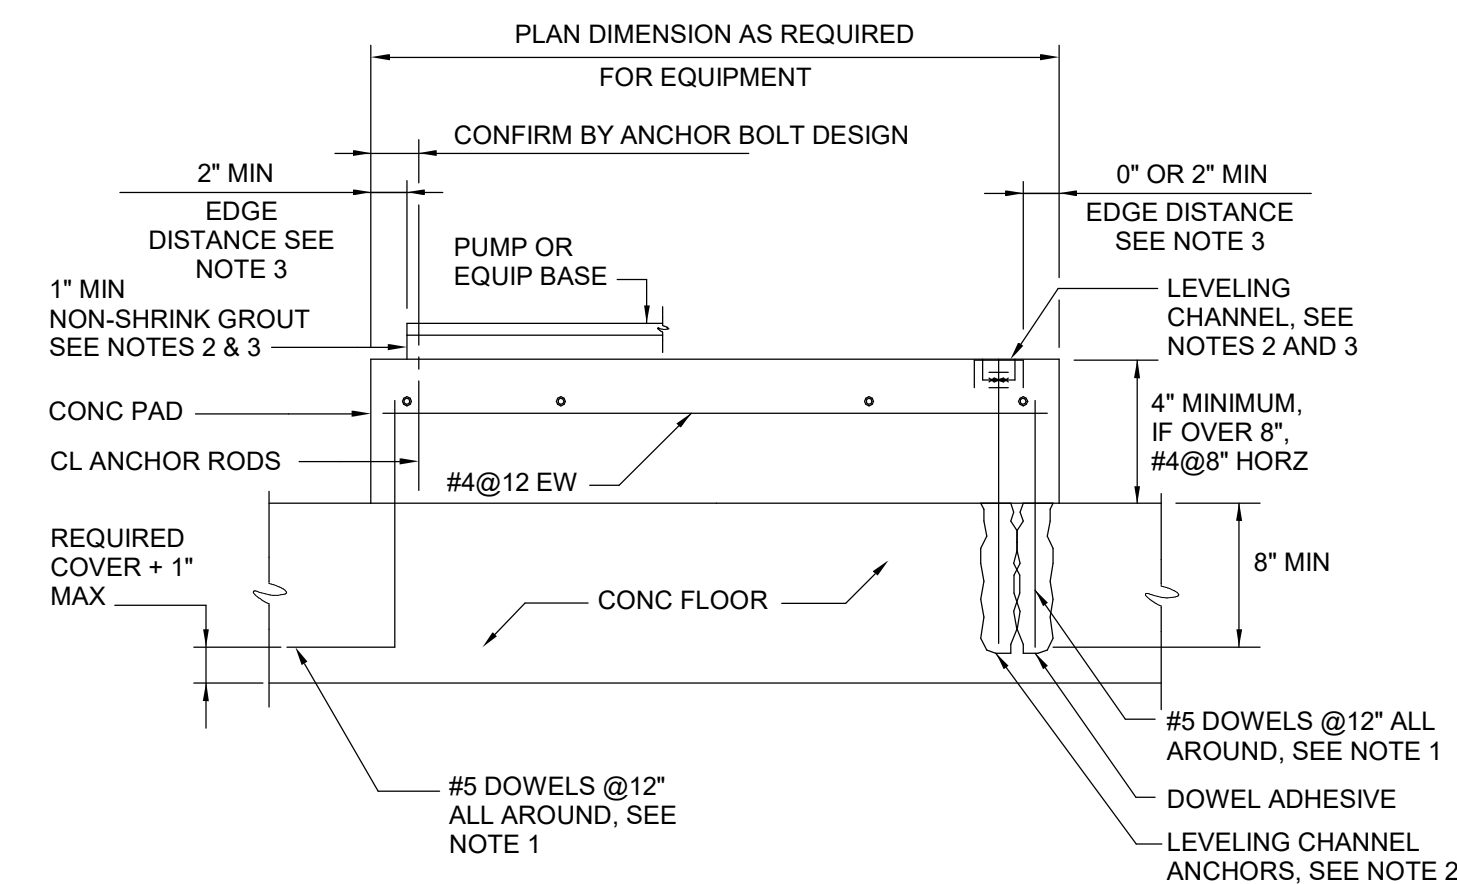 PLAN DIMENSION AS REQUIRED
FOR EQUIPMENT
CONFIRM BY ANCHOR BOLT DESIGN
2" MIN
EDGE
DISTANCE SEE
NOTE 3
0" OR 2" MIN
EDGE DISTANCE
SEE NOTE 3
PUMP OR
EQUIP BASE
1" MIN
NON-SHRINK GROUT
SEE NOTES 2 & 3
LEVELING
CHANNEL, SEE
NOTES 2 AND 3
CONC PAD
4" MINIMUM,
IF OVER 8",
#4@8" HORZ
CL ANCHOR RODS
#4@12 EW
REQUIRED
COVER + 1"
MAX
CONC FLOOR
8" MIN
#5 DOWELS @12" ALL
AROUND, SEE NOTE 1
#5 DOWELS @12"
ALL AROUND, SEE
NOTE 1
DOWEL ADHESIVE
LEVELING CHANNEL
ANCHORS, SEE NOTE 2